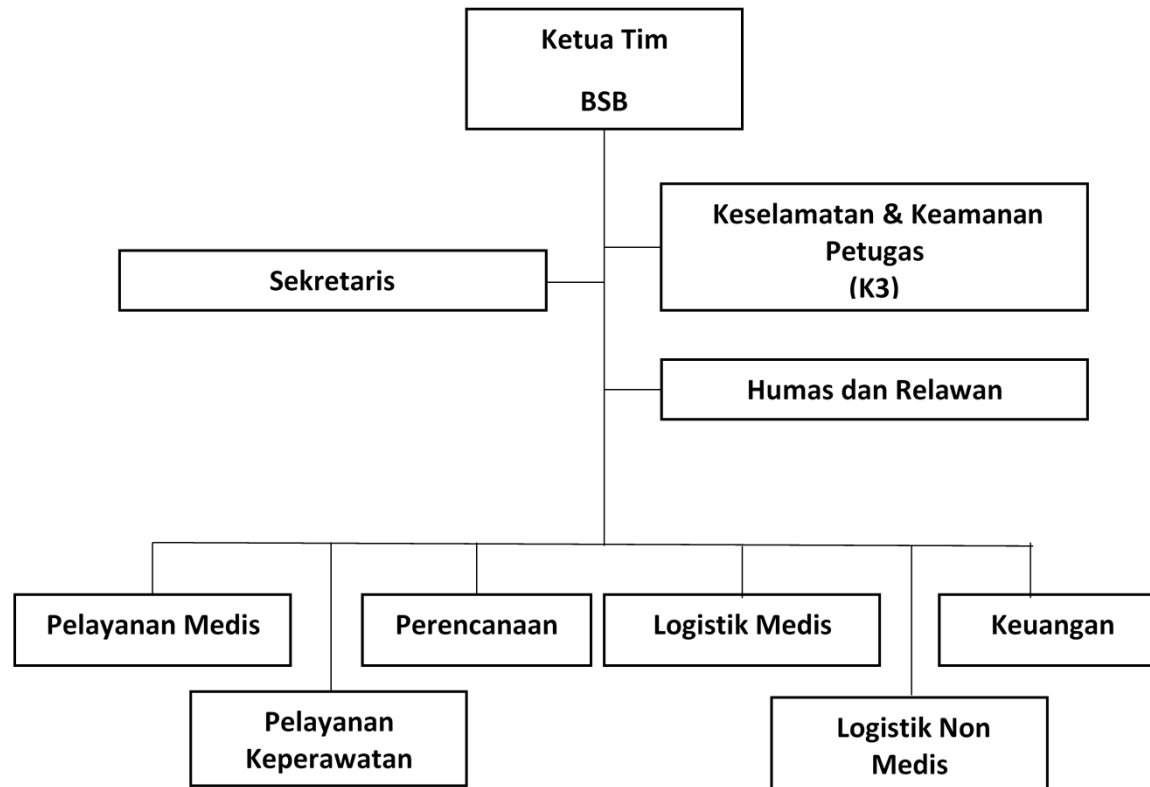 Ketua Tim
BSB
Keselamatan & Keamanan
Petugas
(K3)
Sekretaris
Humas dan Relawan
Pelayanan Medis
Perencanaan
Logistik Medis
Keuangan
Pelayanan
Keperawatan
Logistik Non
Medis